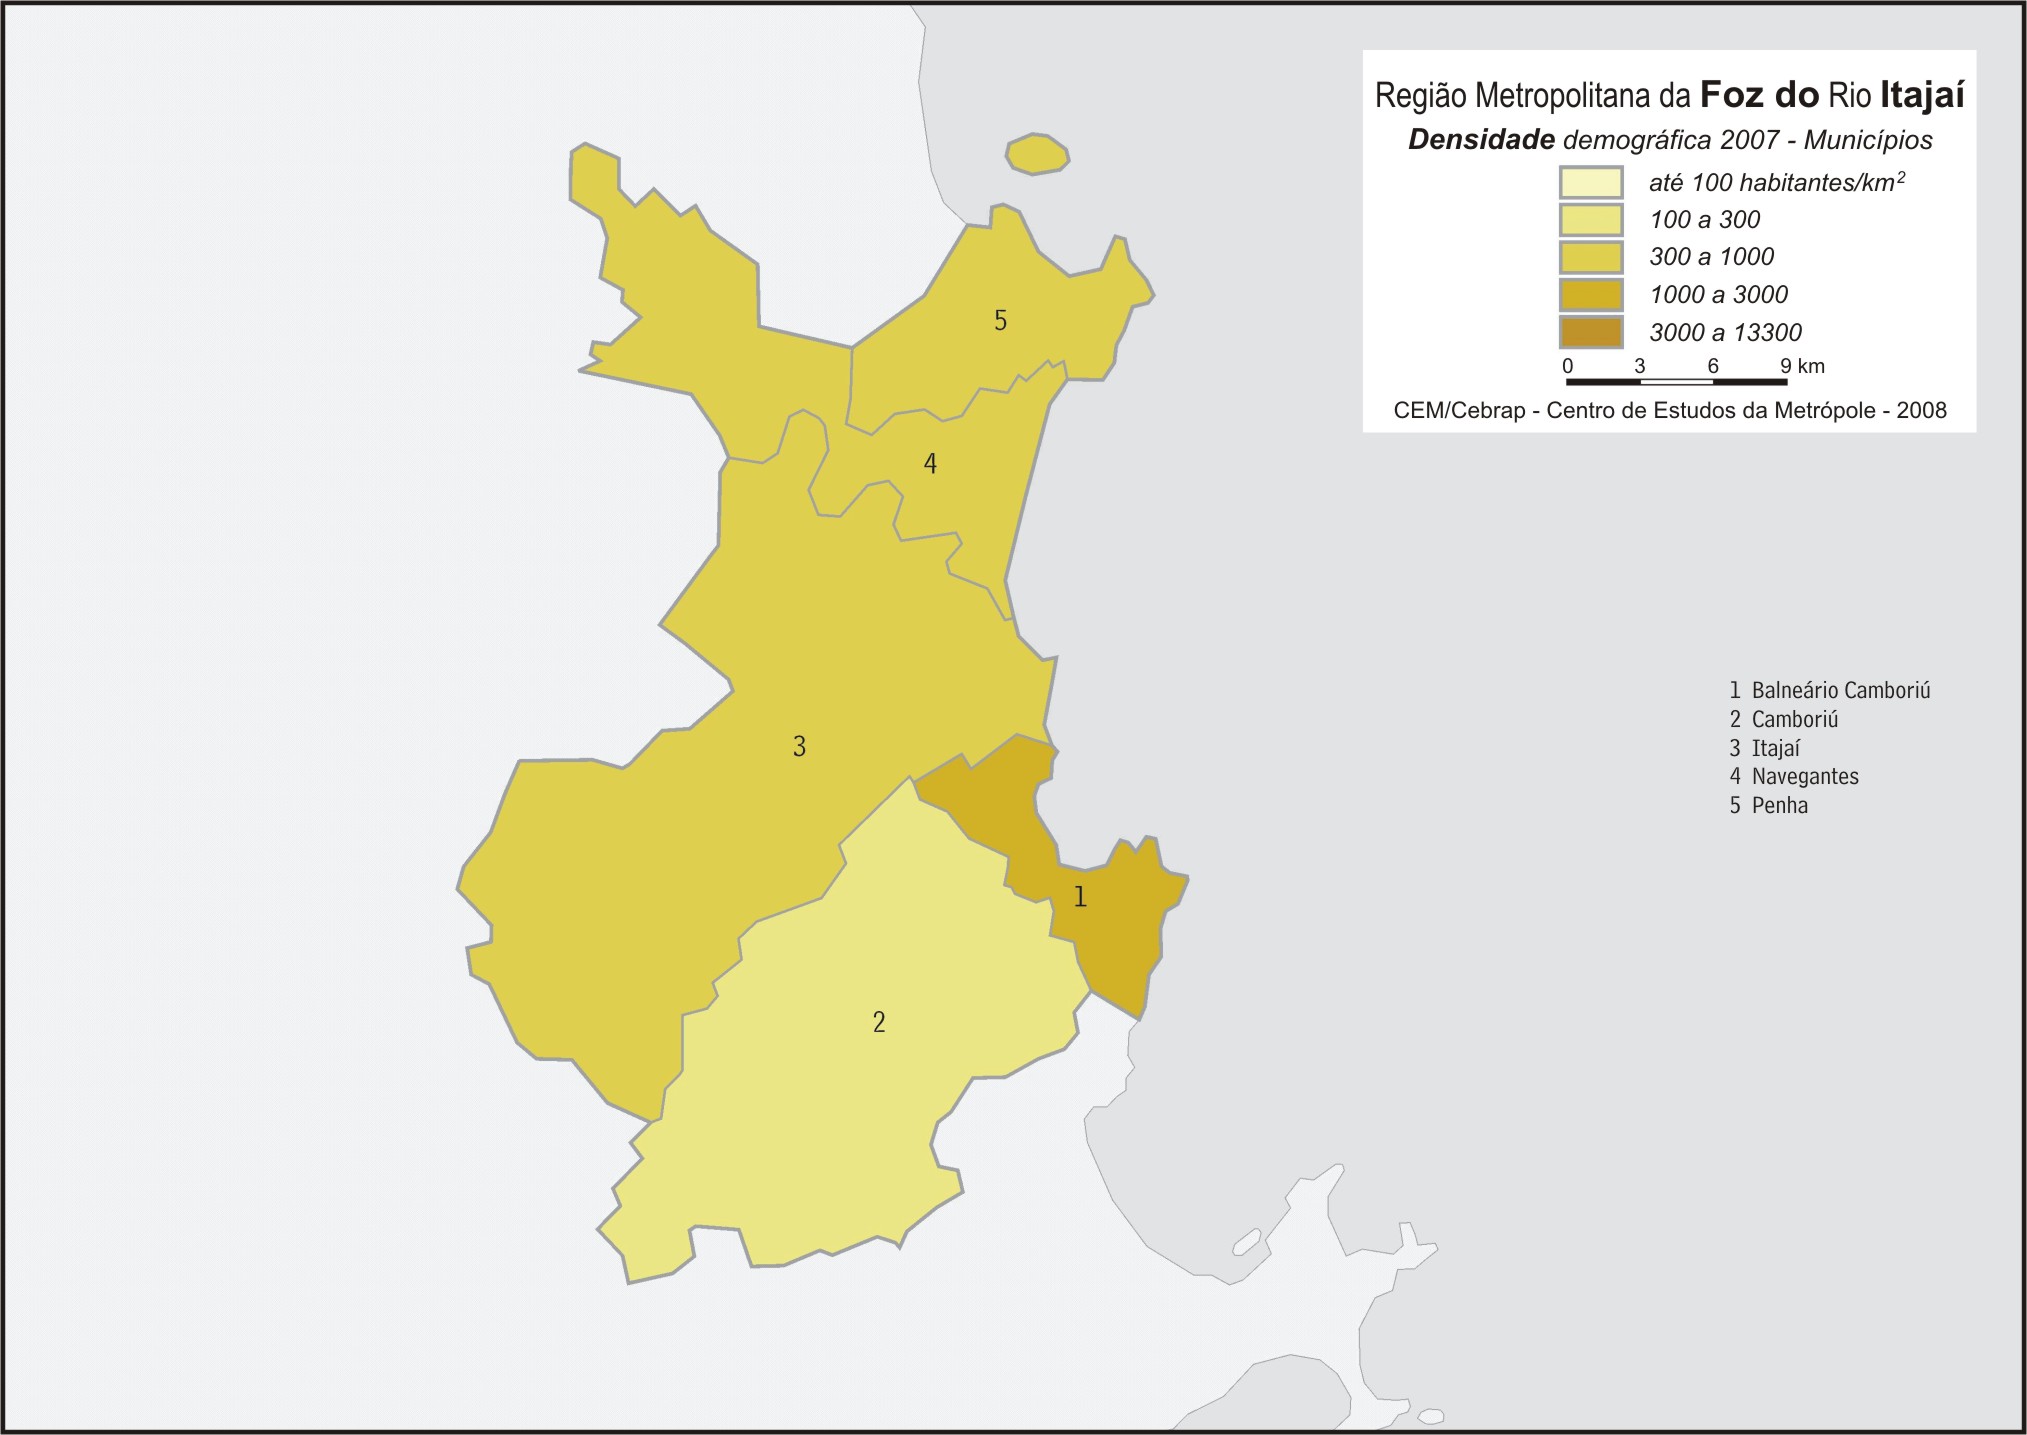 Região Metropolitana da Foz do Rio Itajaí
Densidade demográfica 2007 - Municípios
até 100 habitantes/km²
100 a 300
300 a 1000
1000 a 3000
3000 a 13300
0 3 6 9 km
CEM/Cebrap - Centro de Estudos da Metrópole - 2008
5
4
3
1
2
1 Balneário Camboriú
2 Camboriú
3 Itajaí
4 Navegantes
5 Penha